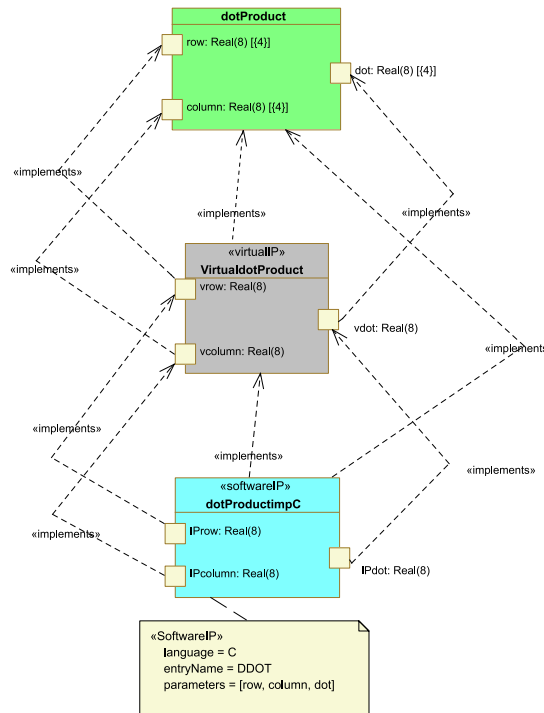 dotProduct
row: Real(8) [{4}]
dot: Real(8) [{4}]
column: Real(8) [{4}]
«implements»
«implements»
«implements»
«virtualIP»
VirtualdotProduct
«implements»
vrow: Real(8)
vdot: Real(8)
vcolumn: Real(8)
«implements»
«implements»
«implements»
«implements»
«softwareIP»
dotProductimpC
«implements»
IProw: Real(8)
IPcolumn: Real(8)
IPdot: Real(8)
«SoftwareIP»
language = C
entryName = DDOT
parameters = [row, column, dot]